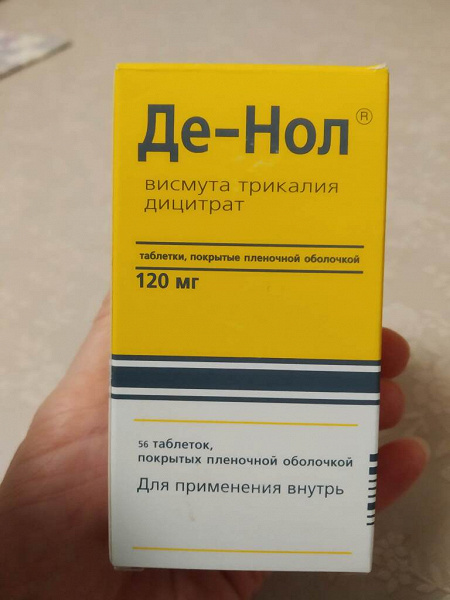 Де-Нол®
висмута трикалия
дицитрат
таблетки, покрытые пленочной оболочкой
120 мг
56 таблеток,
покрытых пленочной оболочкой
Для применения внутрь